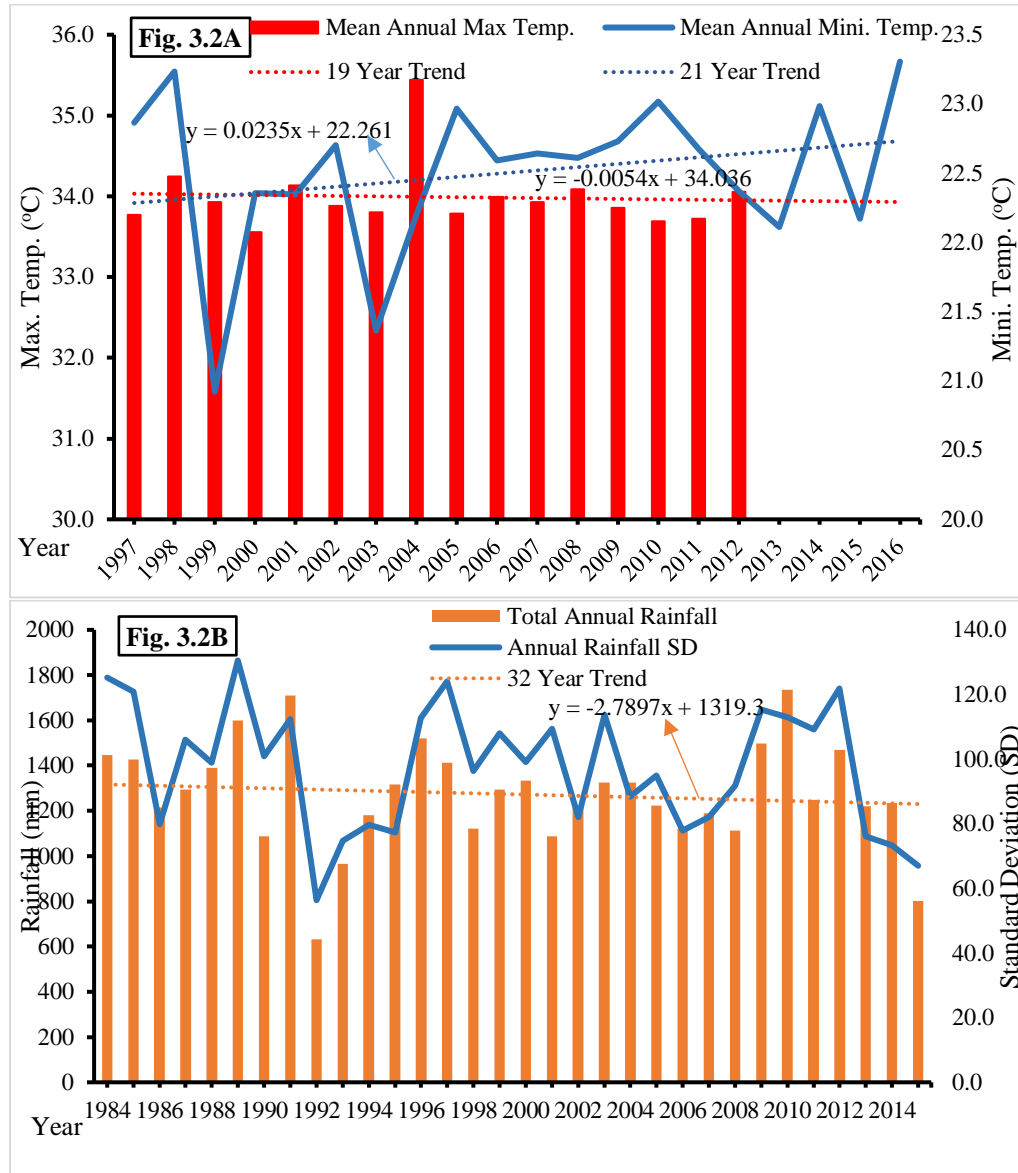 Fig. 3.2A
Mean Annual Max Temp.
Mean Annual Mini. Temp.
19 Year Trend
21 Year Trend
y = 0.0235x + 22.261
y = -0.0054x + 34.036
Max. Temp. (°C)
36.0
35.0
34.0
33.0
32.0
31.0
30.0
Mini. Temp. (°C)
23.5
23.0
22.5
22.0
21.5
21.0
20.5
20.0
Year
1997 1998 1999 2000 2001 2002 2003 2004 2005 2006 2007 2008 2009 2010 2011 2012 2013 2014 2015 2016
Fig. 3.2B
Total Annual Rainfall
Annual Rainfall SD
32 Year Trend
y = -2.7897x + 1319.3
Rainfall (mm)
2000
1800
1600
1400
1200
1000
800
600
400
200
0
Standard Deviation (SD)
140.0
120.0
100.0
80.0
60.0
40.0
20.0
0.0
1984 1986 1988 1990 1992 1994 1996 1998 2000 2002 2004 2006 2008 2010 2012 2014
Year